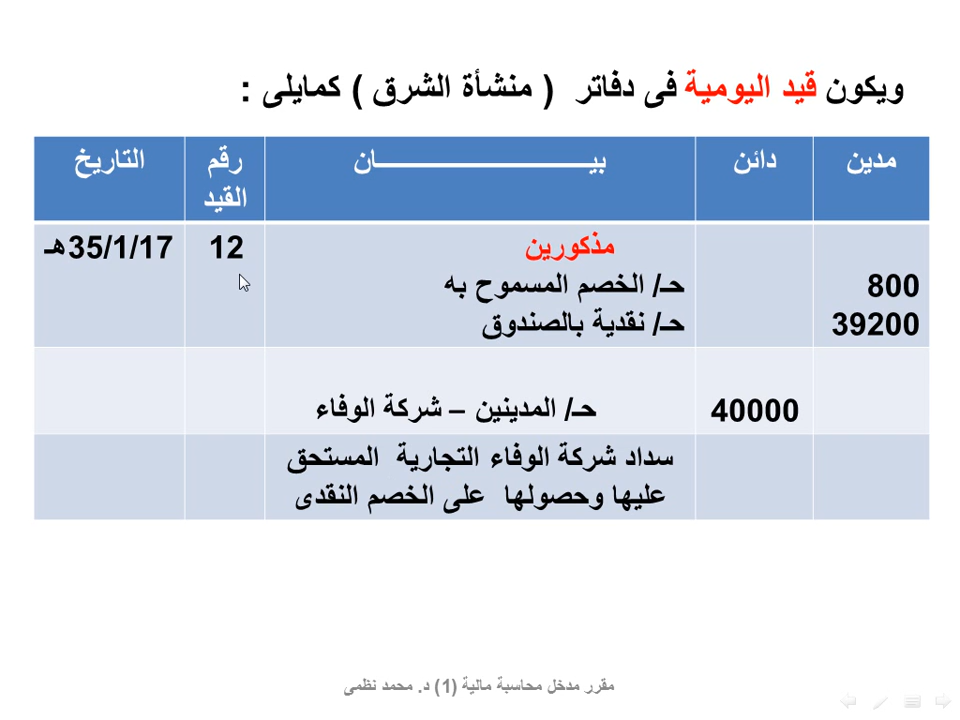 ويكون قيد اليومية فى دفاتر ( منشأة الشرق ) كمايلى :
مدين دائن بيــــــــــــــــــــــــــــــان رقم القيد التاريخ
مذكورين 12 35/1/17هـ
800 حـ/ الخصم المسموح به
39200 حـ/ نقدية بالصندوق
40000 حـ/ المدينين – شركة الوفاء
سداد شركة الوفاء التجارية المستحق
عليها وحصولها على الخصم النقدى
مقرر مدخل محاسبة مالية (1) د. محمد نظمى